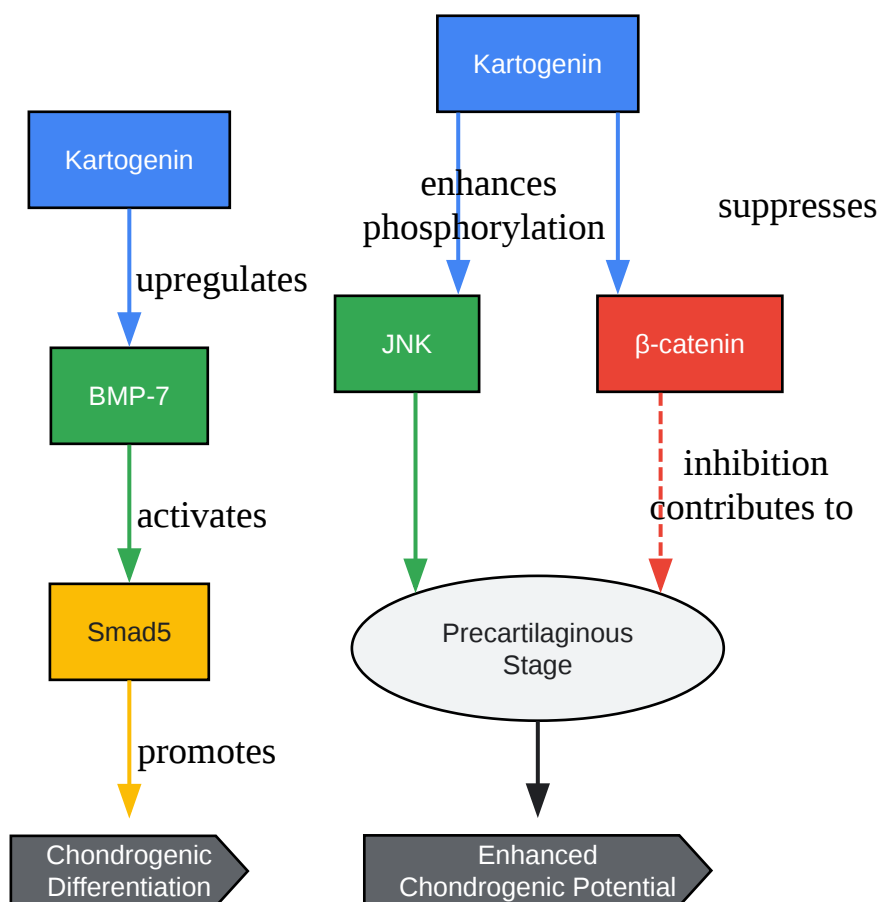 Kartogenin
upregulates
BMP-7
activates
Smad5
promotes
Chondrogenic
Differentiation
Kartogenin
enhances
phosphorylation
suppresses
JNK
β-catenin
inhibition
contributes to
Precartilaginous
Stage
Enhanced
Chondrogenic Potential